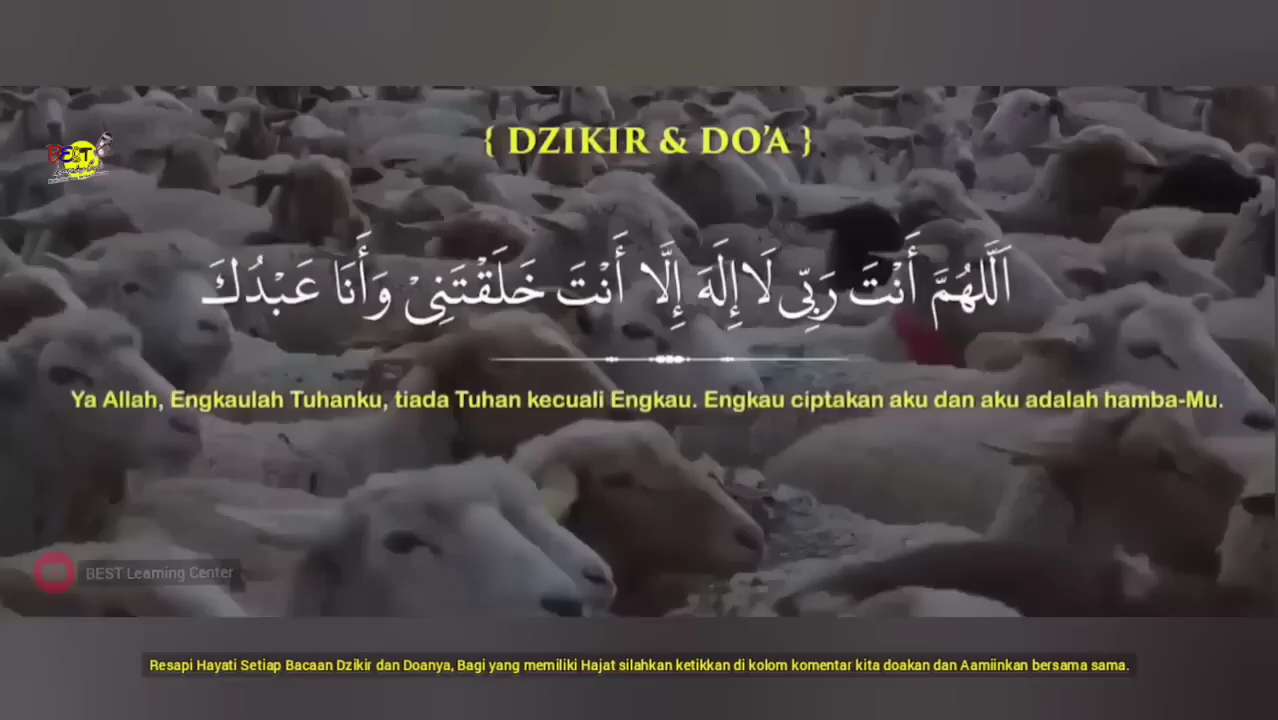 { DZIKIR & DO’A }
BEST
اَللَّهُمَّ أَنْتَ رَبِّى لَا إِلَهَ إِلَّا أَنْتَ خَلَقْتَنِىْ وَأَنَا عَبْدُكَ
Ya Allah, Engkaulah Tuhanku, tiada Tuhan kecuali Engkau. Engkau ciptakan aku dan aku adalah hamba-Mu.
BEST Learning Center
Resapi Hayati Setiap Bacaan Dzikir dan Doanya, Bagi yang memiliki Hajat silahkan ketikkan di kolom komentar kita doakan dan Aamiinkan bersama sama.